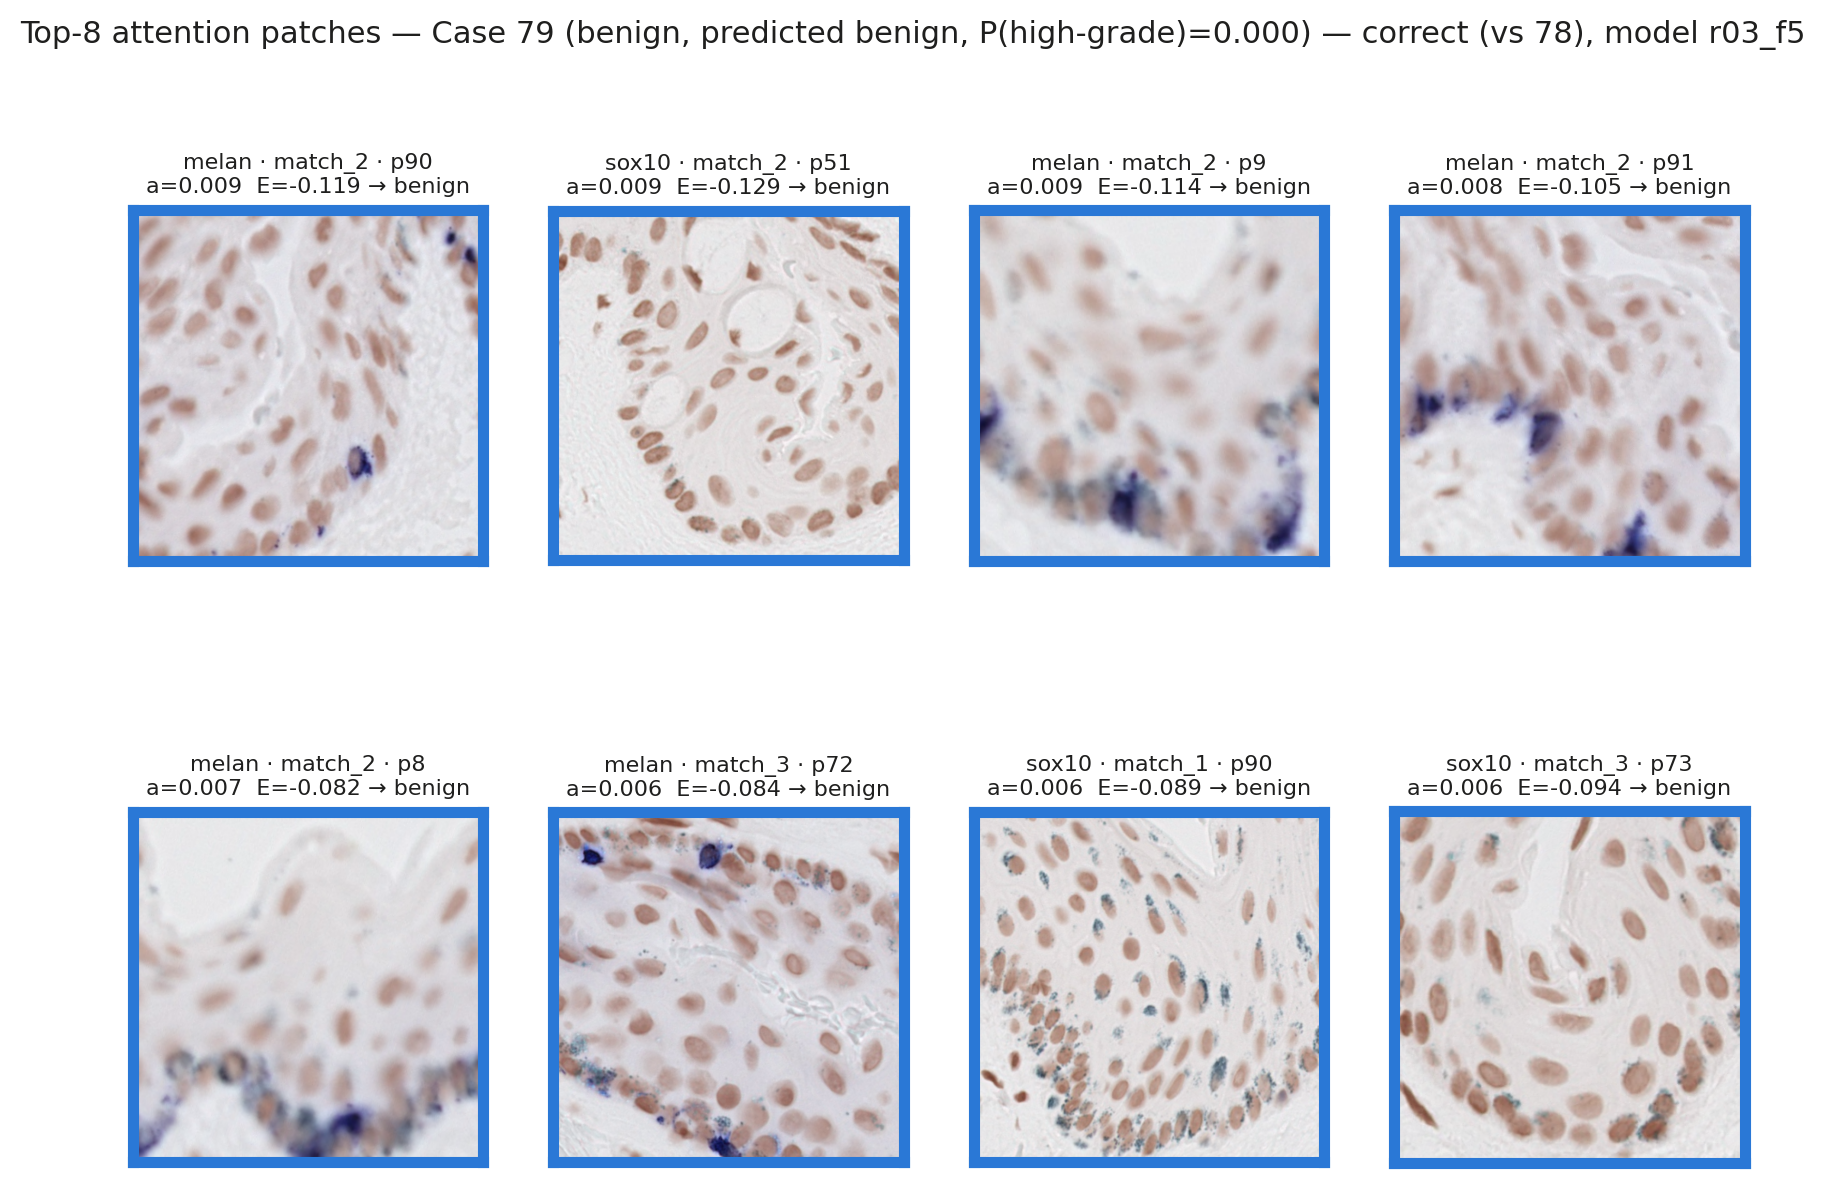 Top-8 attention patches — Case 79 (benign, predicted benign, P(high-grade)=0.000) — correct (vs 78), model r03_f5
melan · match_2 · p90
a=0.009  E=-0.119 → benign
sox10 · match_2 · p51
a=0.009  E=-0.129 → benign
melan · match_2 · p9
a=0.009  E=-0.114 → benign
melan · match_2 · p91
a=0.008  E=-0.105 → benign
melan · match_2 · p8
a=0.007  E=-0.082 → benign
melan · match_3 · p72
a=0.006  E=-0.084 → benign
sox10 · match_1 · p90
a=0.006  E=-0.089 → benign
sox10 · match_3 · p73
a=0.006  E=-0.094 → benign